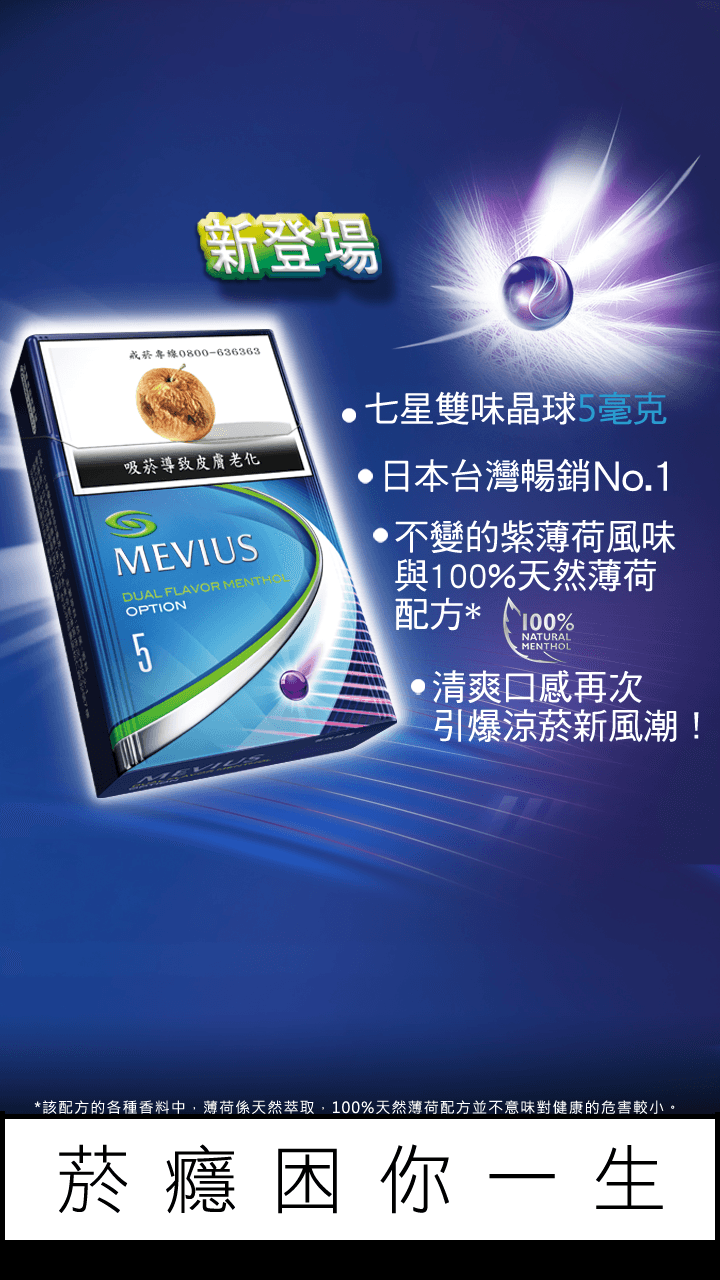 新登場
戒菸專線0800-636363
吸菸導致皮膚老化
MEVIUS
DUAL FLAVOR MENTHOL
OPTION
5
MEVIUS
七星雙味晶球5毫克
日本台灣暢銷No.1
不變的紫薄荷風味
與100%天然薄荷
配方*
100%
NATURAL
MENTHOL
清爽口感再次
引爆涼菸新風潮！
*該配方的各種香料中，薄荷係天然萃取，100%天然薄荷配方並不意味對健康的危害較小。
菸癮困你一生